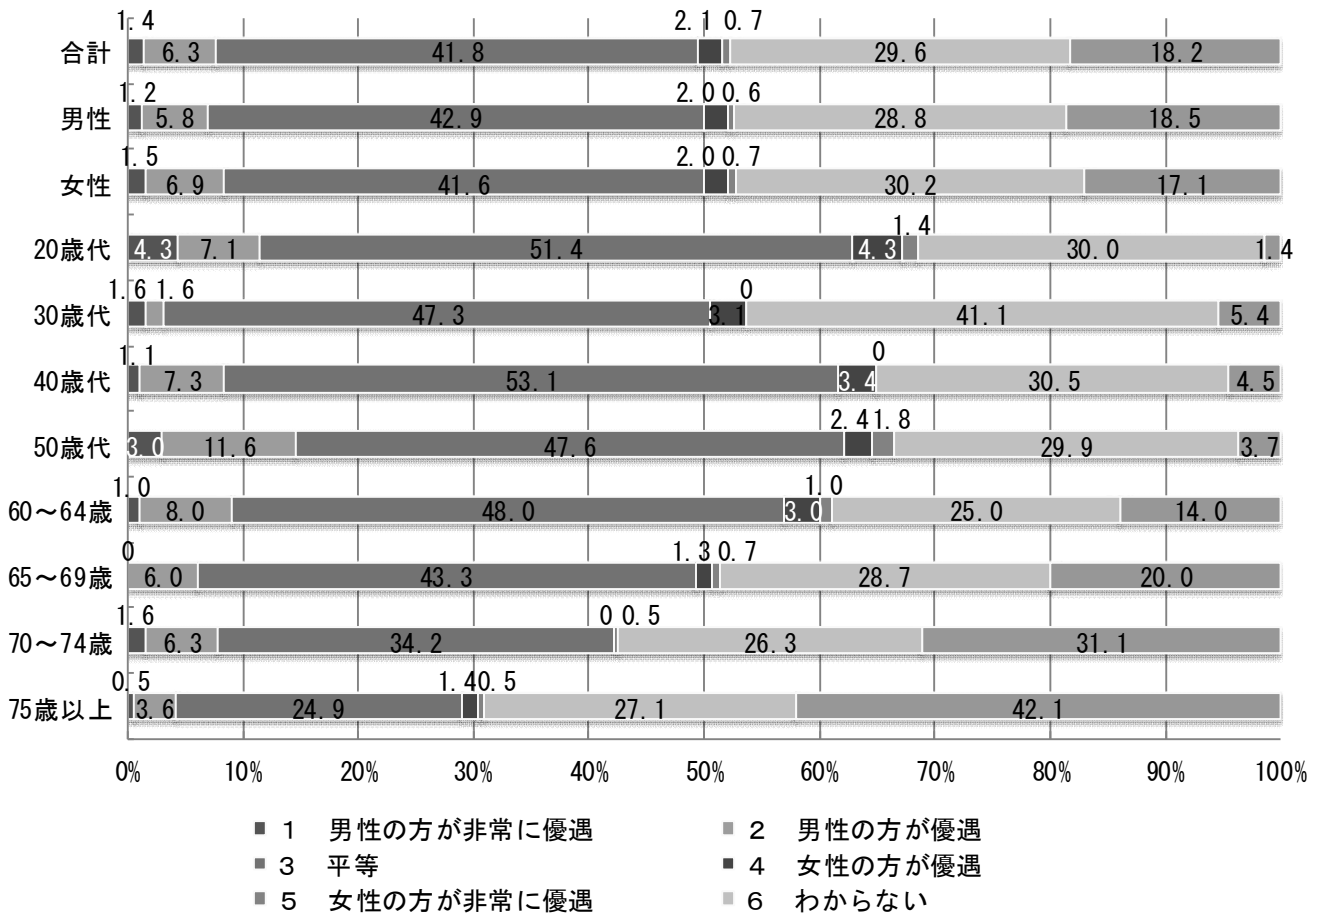 1.4 2.1 0.7
合計 6.3 41.8 29.6 18.2
1.2 2.0 0.6
男性 5.8 42.9 28.8 18.5
1.5 2.0 0.7
女性 6.9 41.6 30.2 17.1
1.4
20歳代 4.3 7.1 51.4 4.3 30.0 1.4
1.6 1.6 0
30歳代 47.3 3.1 41.1 5.4
1.1 0
40歳代 7.3 53.1 3.4 30.5 4.5
2.4 1.8
50歳代 3.0 11.6 47.6 29.9 3.7
1.0 1.0
60～64歳 8.0 48.0 3.0 25.0 14.0
0 1.3 0.7
65～69歳 6.0 43.3 28.7 20.0
1.6 0 0.5
70～74歳 6.3 34.2 26.3 31.1
0.5 1.4 0.5
75歳以上 3.6 24.9 27.1 42.1
0% 10% 20% 30% 40% 50% 60% 70% 80% 90% 100%
1 男性の方が非常に優遇 2 男性の方が優遇
3 平等 4 女性の方が優遇
5 女性の方が非常に優遇 6 わからない